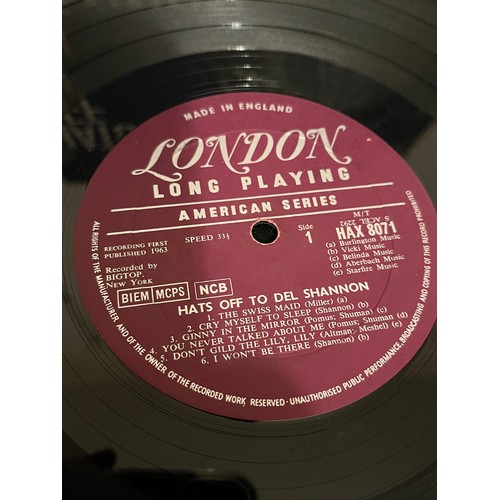 MADE IN ENGLAND
LONDON
LONG PLAYING
AMERICAN SERIES
RECORDING FIRST
PUBLISHED 1963
SPEED 33⅓
Side
1
M/T
S ACEL 2292
HAX 8071
(a) Burlington Music
(b) Vicki Music
(c) Belinda Music
(d) Aberbach Music
(e) Starfire Music
Recorded by
BIGTOP,
NEW YORK
BIEM MCPS NCB
HATS OFF TO DEL SHANNON
1. THE SWISS MAID (Miller) (a)
2. CRY MYSELF TO SLEEP (Shannon) (b)
3. GINNY IN THE MIRROR (Pomus; Shuman) (c)
4. YOU NEVER TALKED ABOUT ME (Pomus; Shuman (d)
5. DON'T GILD THE LILY, LILY (Altman; Meshel) (e)
6. I WON'T BE THERE (Shannon) (b)
ALL RIGHTS OF THE MANUFACTURER AND OF THE OWNER OF THE RECORDED WORK RESERVED · UNAUTHORISED PUBLIC PERFORMANCE, BROADCASTING AND COPYING OF THIS RECORD PROHIBITED